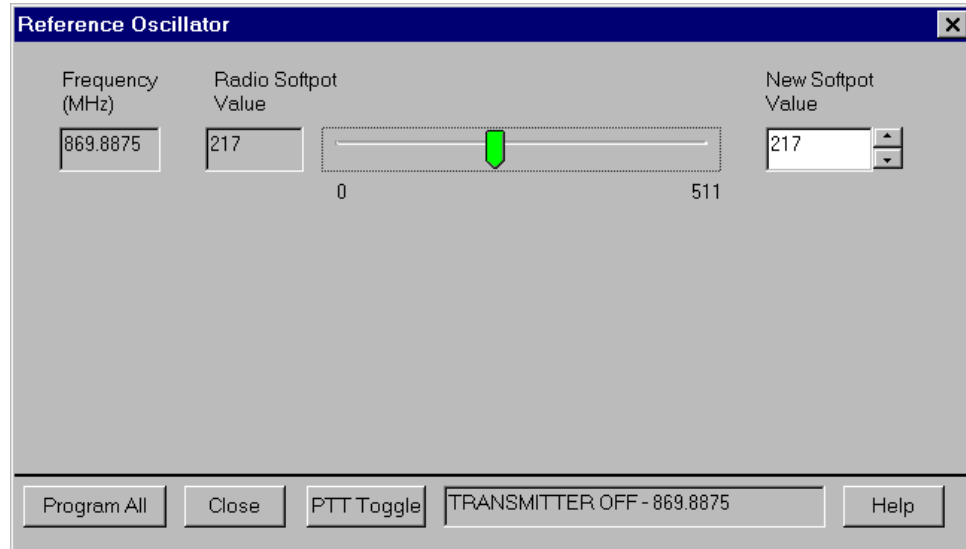 Reference Oscillator
Frequency
(MHz)
Radio Softpot
Value
New Softpot
Value
869.8875
217
217
0
511
Program All
Close
PTT Toggle
TRANSMITTER OFF - 869.8875
Help